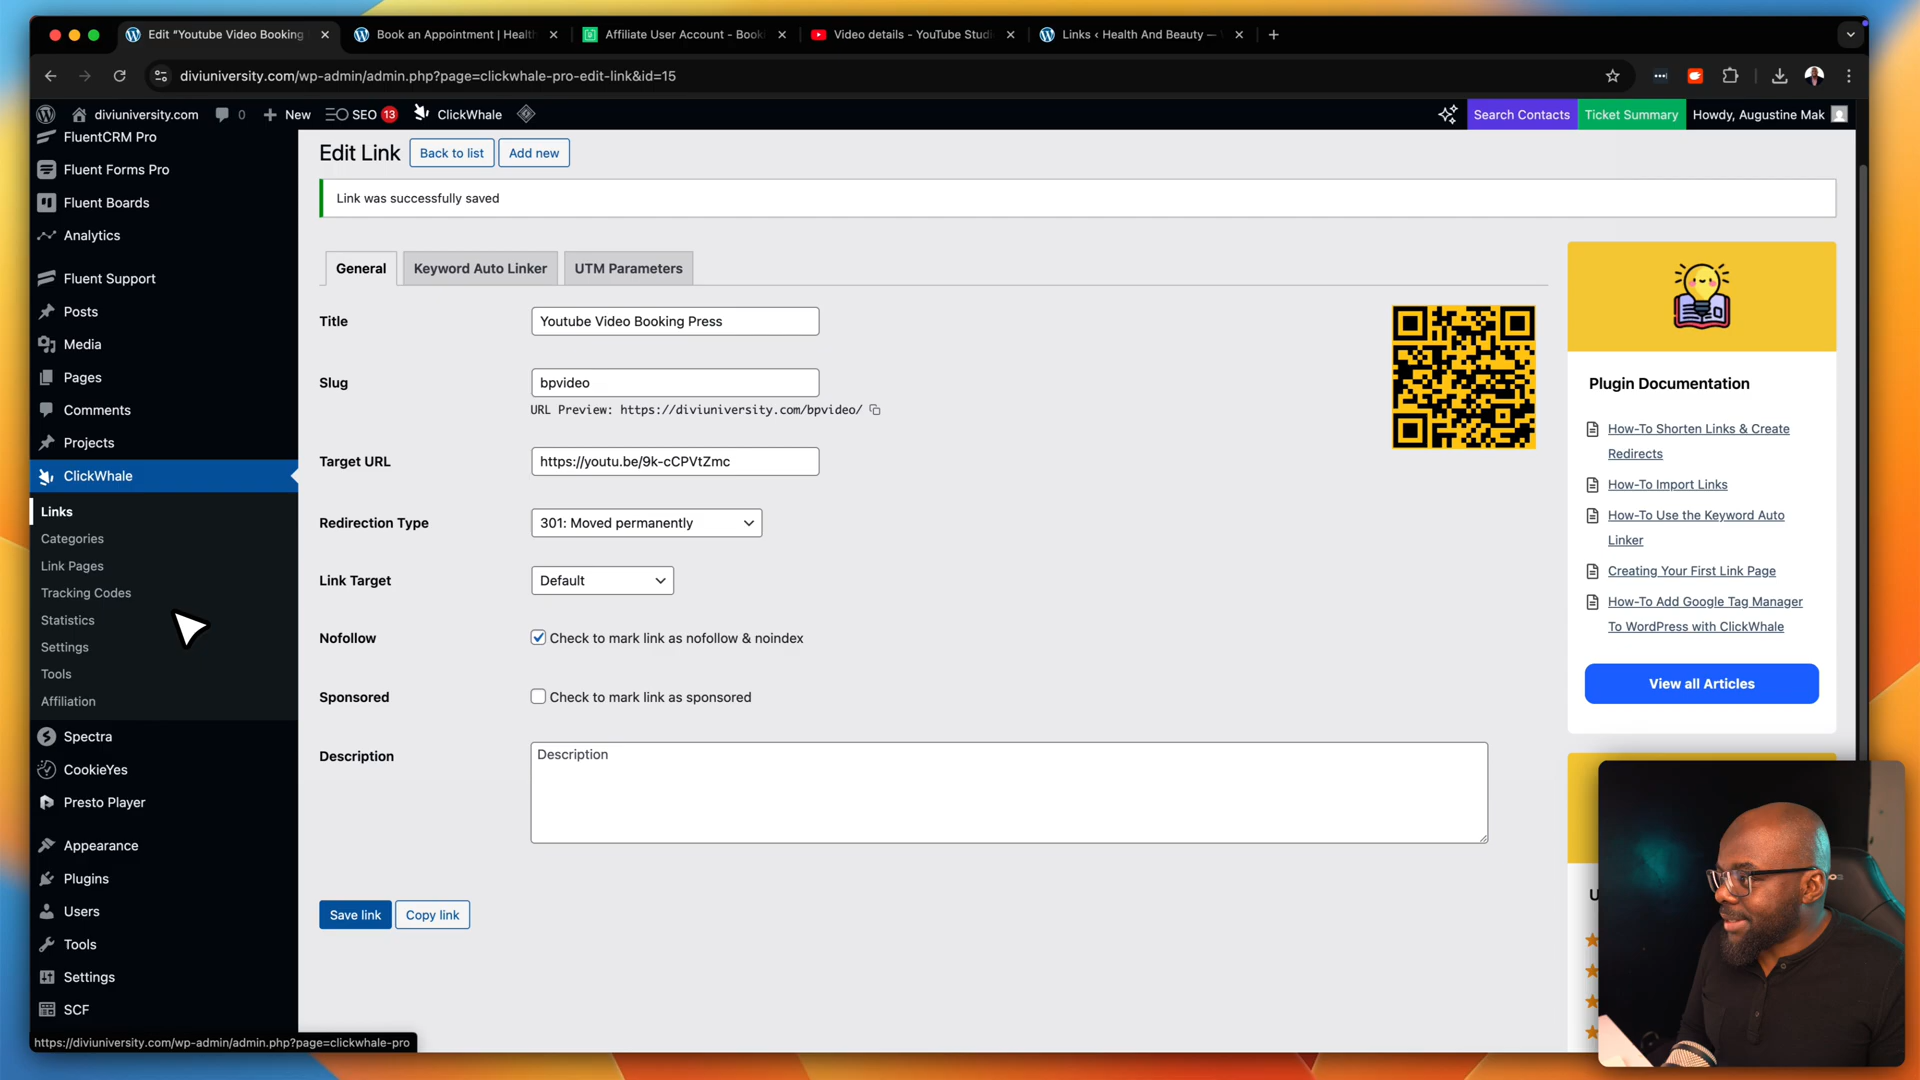 Edit "Youtube Video Booking
Book an Appointment | Health
Affiliate User Account - Book
Video details - YouTube Studi
Links ‹ Health And Beauty —
diviuniversity.com/wp-admin/admin.php?page=clickwhale-pro-edit-link&id=15
diviuniversity.com
0
New
SEO 13
ClickWhale
Search Contacts
Ticket Summary
Howdy, Augustine Mak
FluentCRM Pro
Fluent Forms Pro
Fluent Boards
Analytics
Fluent Support
Posts
Media
Pages
Comments
Projects
ClickWhale
Links
Categories
Link Pages
Tracking Codes
Statistics
Settings
Tools
Affiliation
Spectra
CookieYes
Presto Player
Appearance
Plugins
Users
Tools
Settings
SCF
https://diviuniversity.com/wp-admin/admin.php?page=clickwhale-pro
Edit Link
Back to list
Add new
Link was successfully saved
General
Keyword Auto Linker
UTM Parameters
Title
Youtube Video Booking Press
Slug
bpvideo
URL Preview: https://diviuniversity.com/bpvideo/
Target URL
https://youtu.be/9k-cCPVtZmc
Redirection Type
301: Moved permanently
Link Target
Default
Nofollow
Check to mark link as nofollow & noindex
Sponsored
Check to mark link as sponsored
Description
Description
Save link
Copy link
Plugin Documentation
How-To Shorten Links & Create
Redirects
How-To Import Links
How-To Use the Keyword Auto
Linker
Creating Your First Link Page
How-To Add Google Tag Manager
To WordPress with ClickWhale
View all Articles